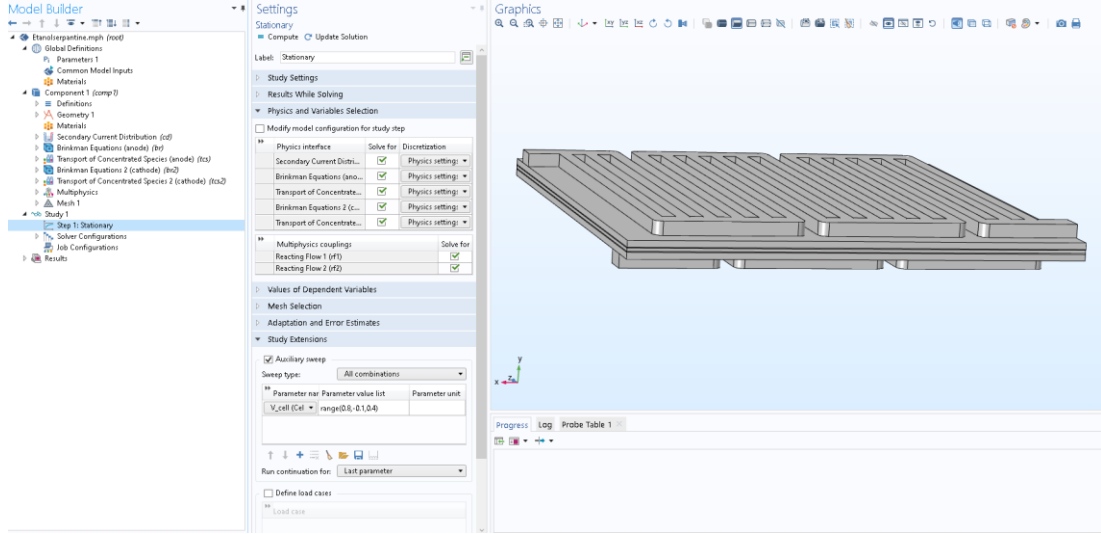 Model Builder
Etanolserpantine.mph (root)
Global Definitions
Pi Parameters 1
Common Model Inputs
Materials
Component 1 (comp1)
Definitions
Geometry 1
Materials
Secondary Current Distribution (cd)
Brinkman Equations (anode) (br)
Transport of Concentrated Species (anode) (tcs)
Brinkman Equations 2 (cathode) (br2)
Transport of Concentrated Species 2 (cathode) (tcs2)
Multiphysics
Mesh 1
Study 1
Step 1: Stationary
Solver Configurations
Job Configurations
Results
Settings
Stationary
Compute Update Solution
Label: Stationary
Study Settings
Results While Solving
Physics and Variables Selection
Modify model configuration for study step
Physics interface Solve for Discretization
Secondary Current Distri... Physics settings
Brinkman Equations (ano... Physics settings
Transport of Concentrate... Physics settings
Brinkman Equations 2 (c... Physics settings
Transport of Concentrate... Physics settings
Multiphysics couplings Solve for
Reacting Flow 1 (rf1)
Reacting Flow 2 (rf2)
Values of Dependent Variables
Mesh Selection
Adaptation and Error Estimates
Study Extensions
Auxiliary sweep
Sweep type: All combinations
Parameter nar Parameter value list Parameter unit
V_cell (Cel range(0.8,-0.1,0.4)
Run continuation for: Last parameter
Define load cases
Load case
Graphics
y
x z
Progress Log Probe Table 1